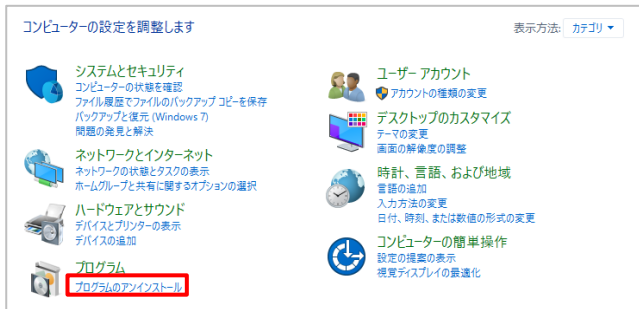 コンピューターの設定を調整します
表示方法: カテゴリ
システムとセキュリティ
コンピューターの状態を確認
ファイル履歴でファイルのバックアップ コピーを保存
バックアップと復元 (Windows 7)
問題の発見と解決
ネットワークとインターネット
ネットワークの状態とタスクの表示
ホームグループと共有に関するオプションの選択
ハードウェアとサウンド
デバイスとプリンターの表示
デバイスの追加
プログラム
プログラムのアンインストール
ユーザー アカウント
アカウントの種類の変更
デスクトップのカスタマイズ
テーマの変更
画面の解像度の調整
時計、言語、および地域
言語の追加
入力方法の変更
日付、時刻、または数値の形式の変更
コンピューターの簡単操作
設定の提案の表示
視覚ディスプレイの最適化